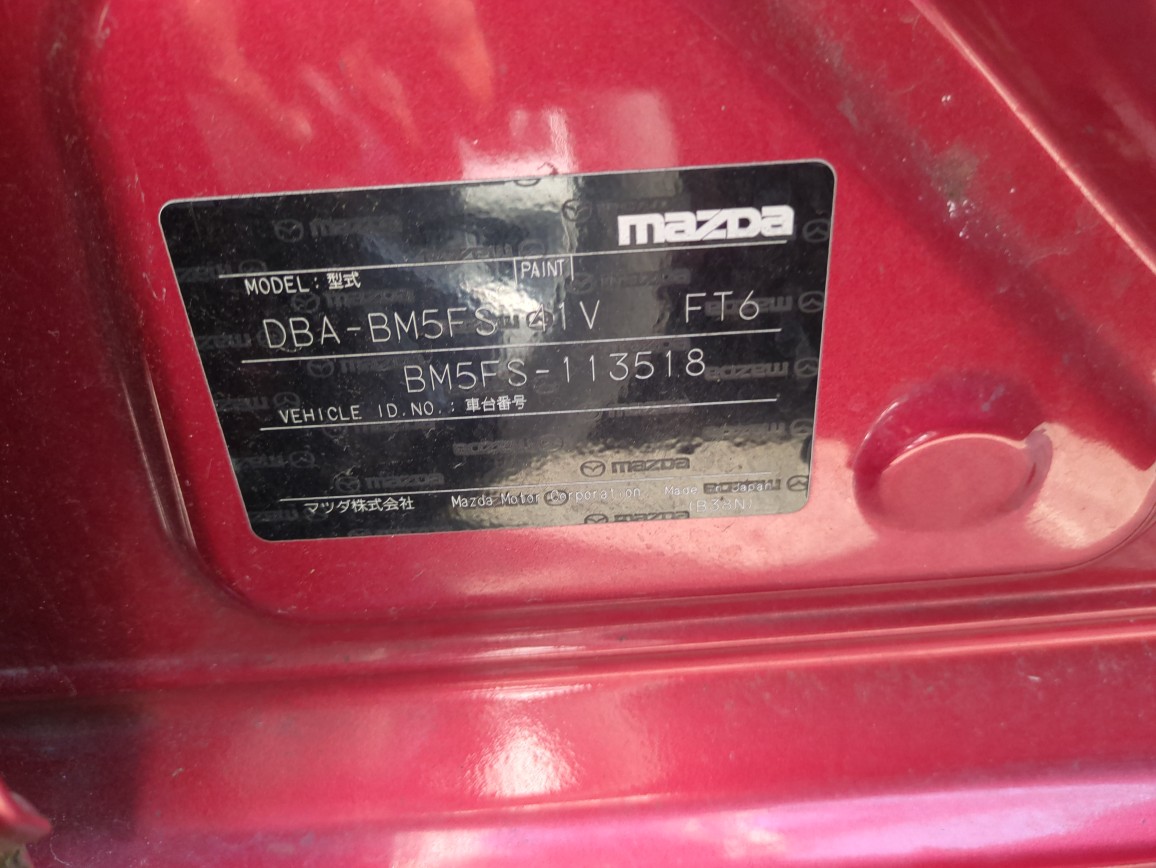 mazda
MODEL : 型式 PAINT
DBA-BM5FS-41V FT6
BM5FS-113518
VEHICLE ID.NO. : 車台番号
マツダ株式会社 Mazda Motor Corporation Made in Japan